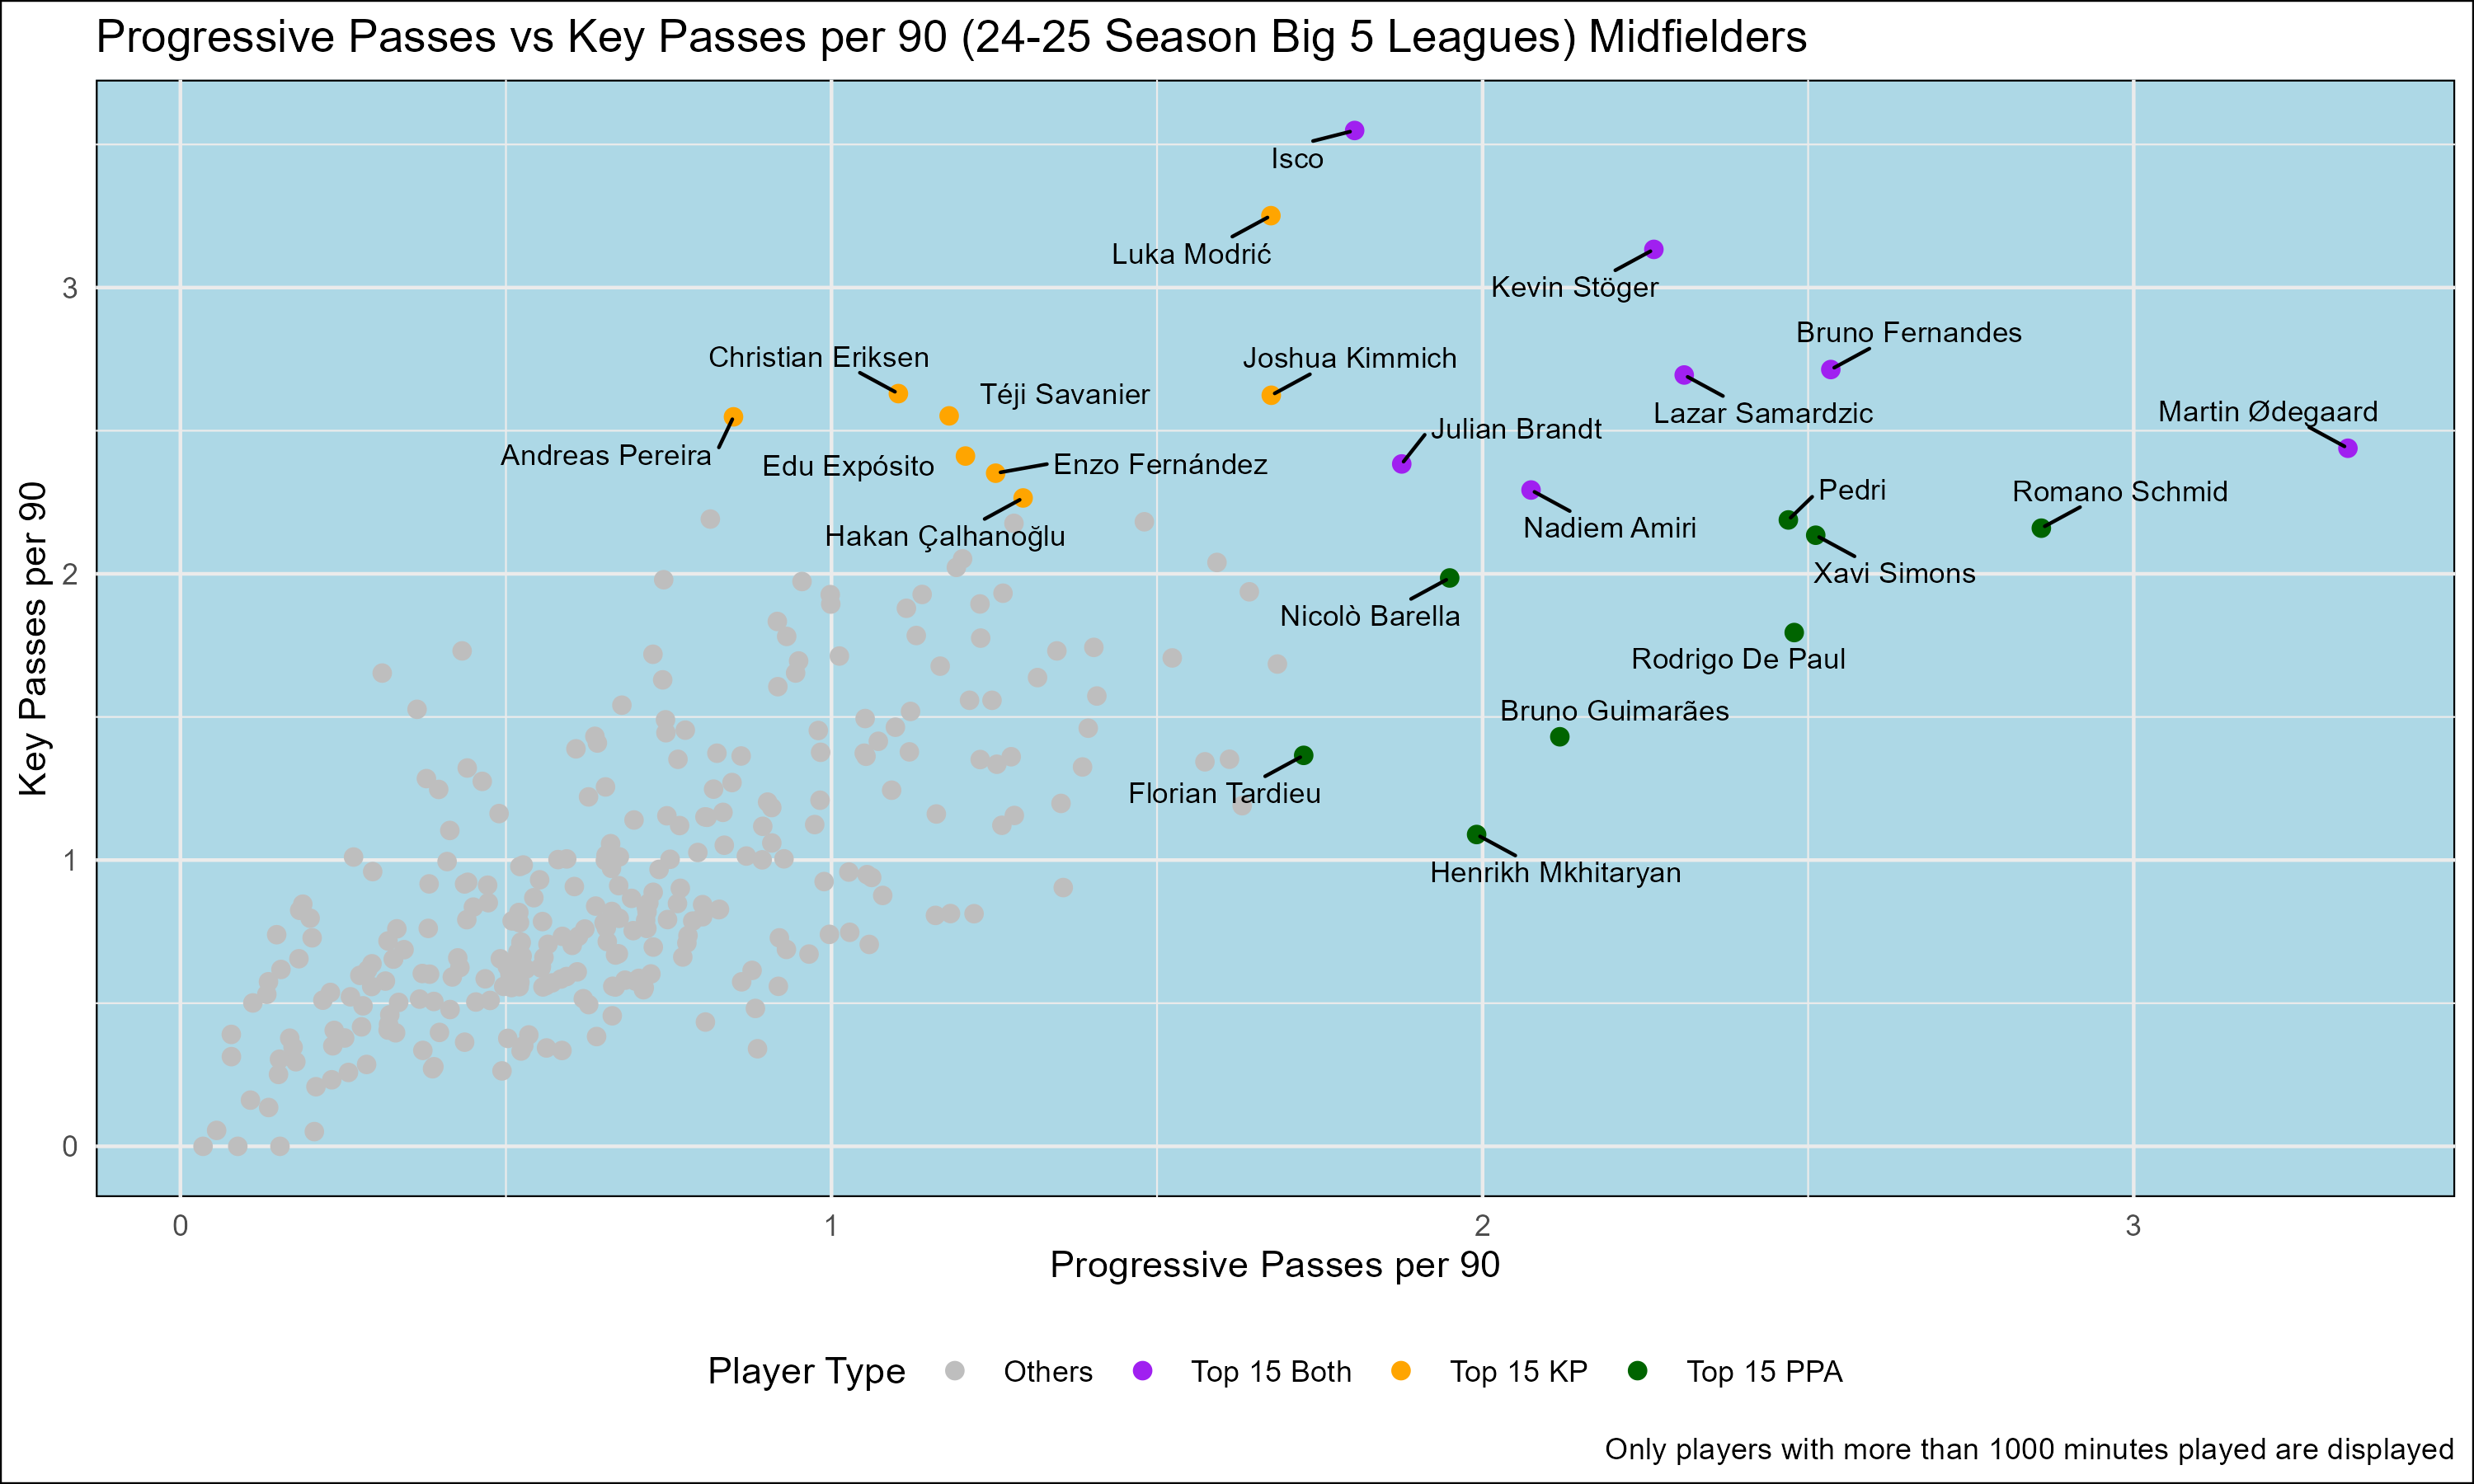 Progressive Passes vs Key Passes per 90 (24-25 Season Big 5 Leagues) Midfielders
Isco
Luka Modrić
Kevin Stöger
3
Bruno Fernandes
Christian Eriksen
Joshua Kimmich
Téji Savanier
Lazar Samardzic
Martin Ødegaard
Julian Brandt
Andreas Pereira
Edu Expósito
Enzo Fernández
Pedri
Romano Schmid
Nadiem Amiri
Hakan Çalhanoğlu
2
Xavi Simons
Nicolò Barella
Rodrigo De Paul
Key Passes per 90
Bruno Guimarães
Florian Tardieu
1
Henrikh Mkhitaryan
0
0 1 2 3
Progressive Passes per 90
Player Type Others Top 15 Both Top 15 KP Top 15 PPA
Only players with more than 1000 minutes played are displayed